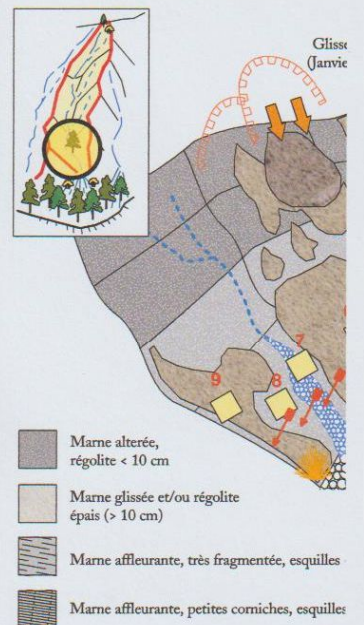 Glisse
(Janvie
7
9
8
Marne alterée,
régolite < 10 cm
Marne glissée et/ou régolite
épais (> 10 cm)
Marne affleurante, très fragmentée, esquilles
Marne affleurante, petites corniches, esquilles